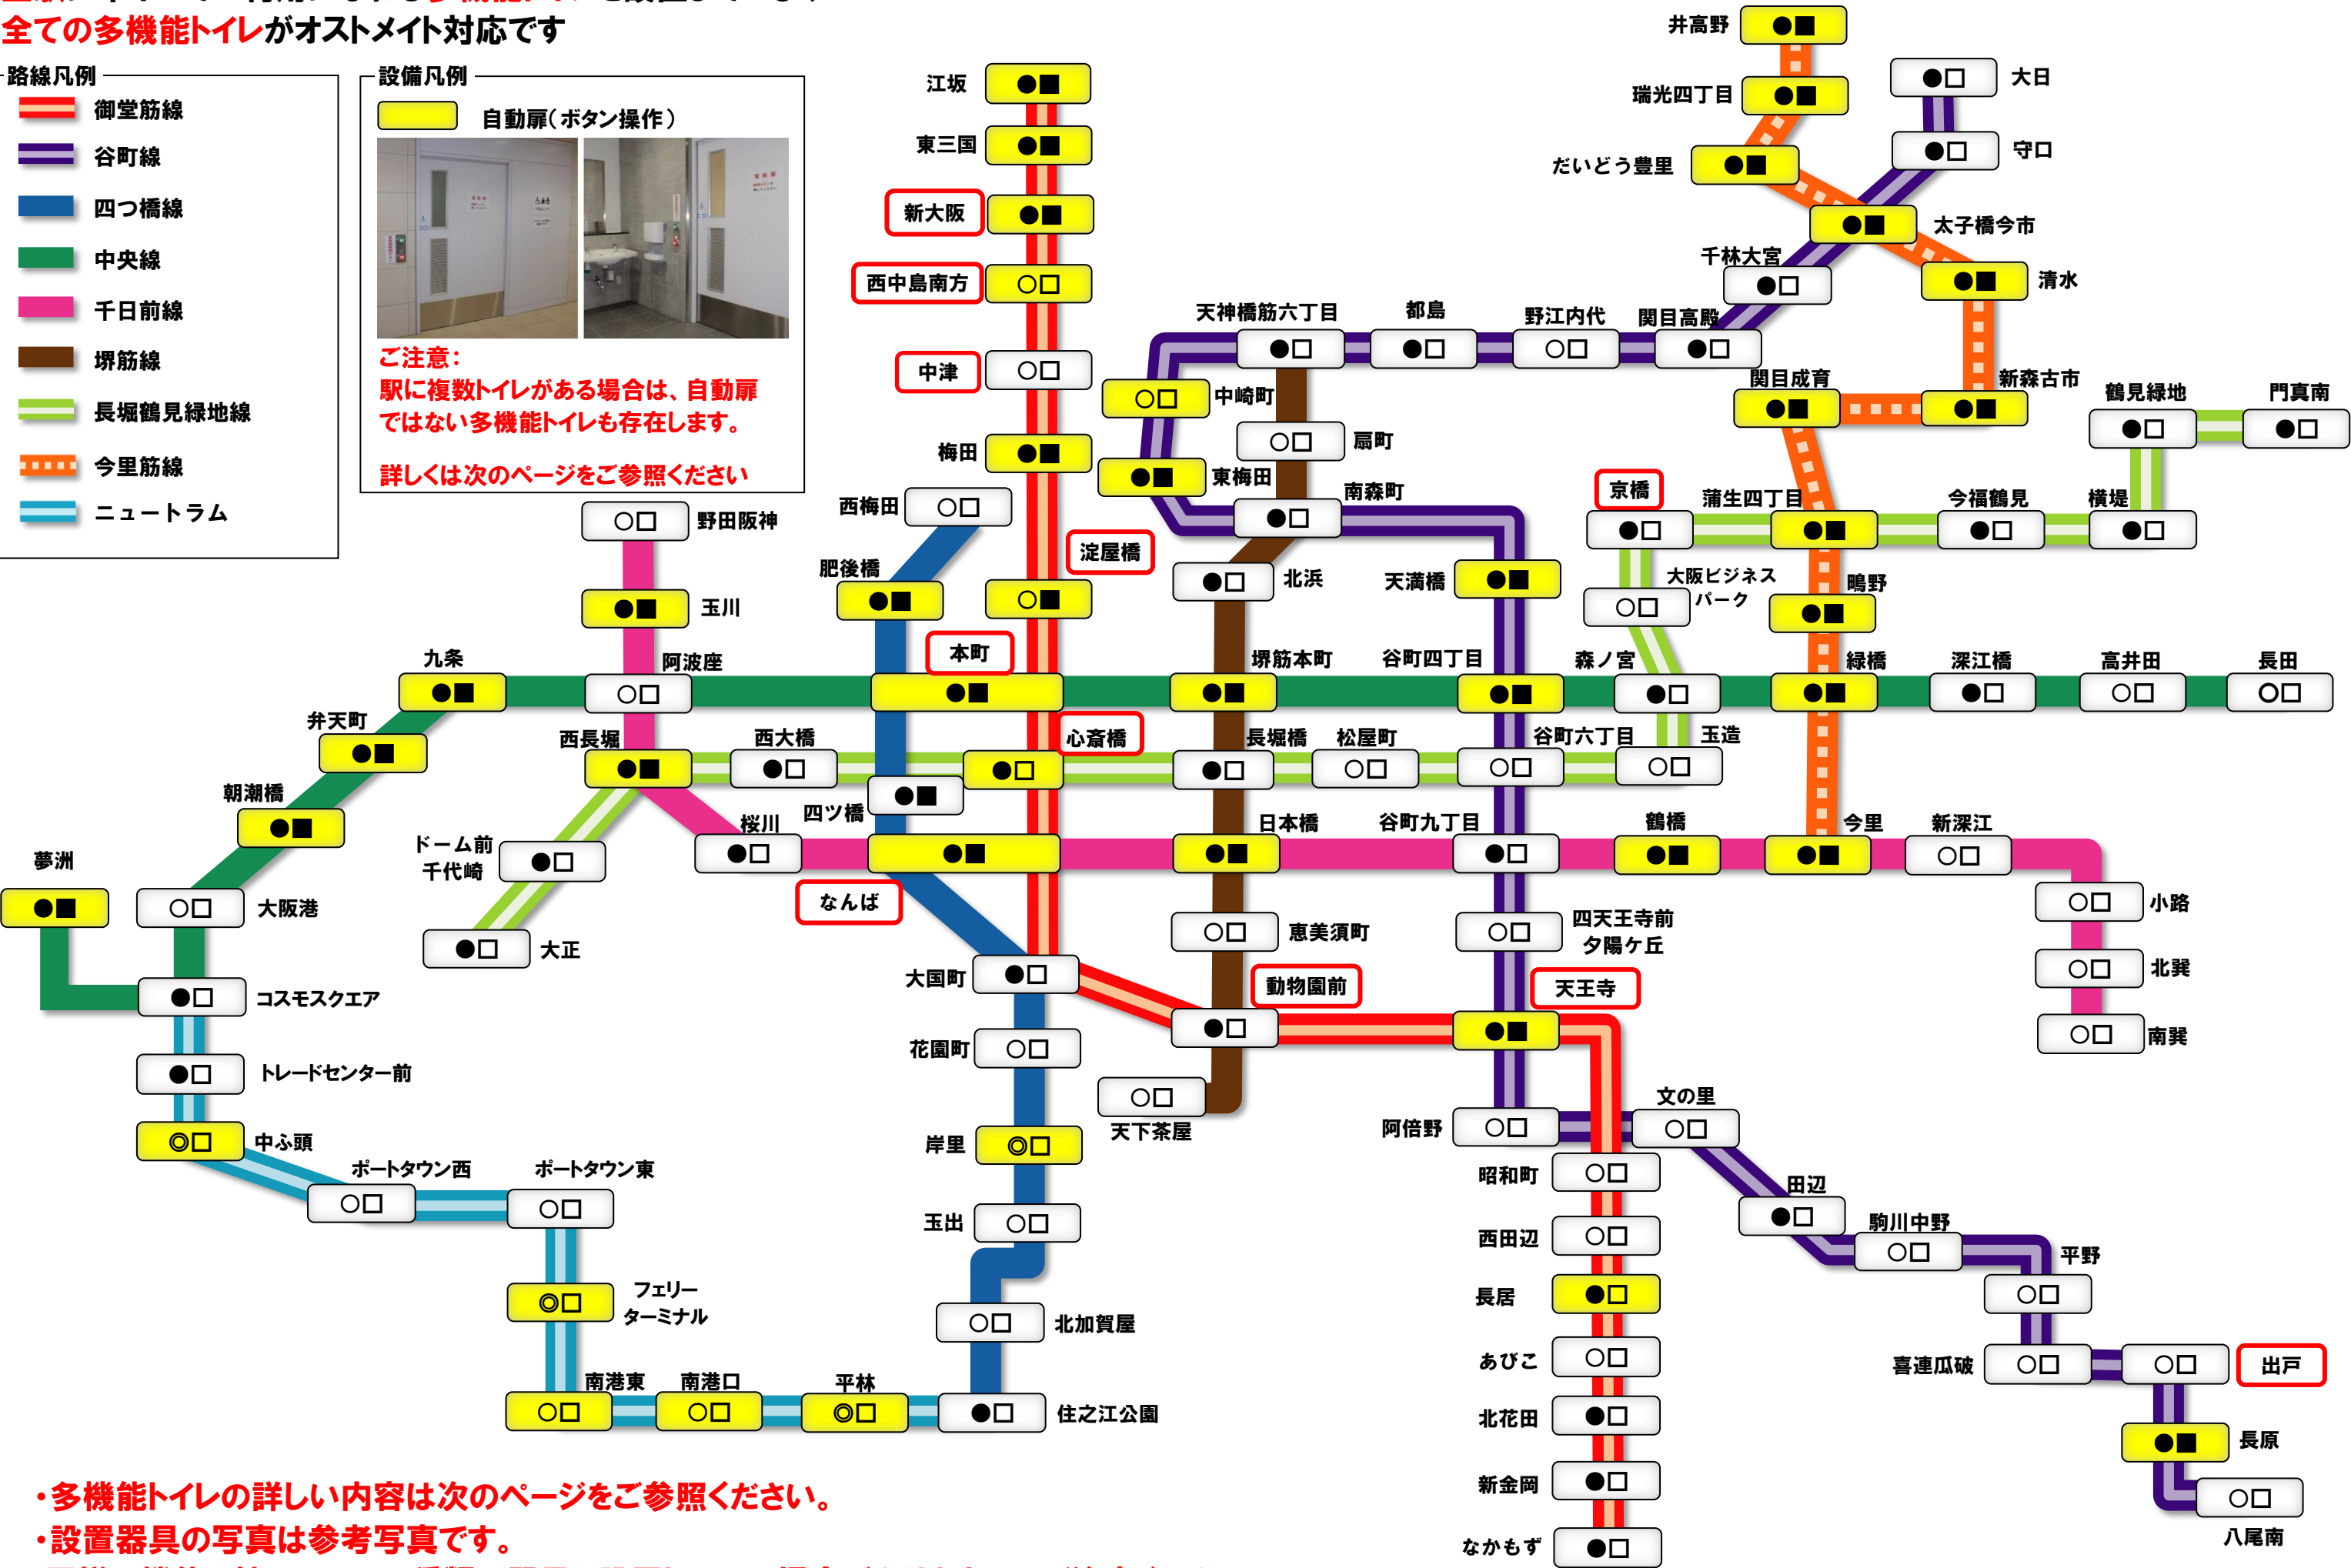 全ての多機能トイレがオストメイト対応です
路線凡例
御堂筋線
谷町線
四つ橋線
中央線
千日前線
堺筋線
長堀鶴見緑地線
今里筋線
ニュートラム
設備凡例
自動扉(ボタン操作)
ご注意:
駅に複数トイレがある場合は、自動扉
ではない多機能トイレも存在します。
詳しくは次のページをご参照ください
江坂
東三国
新大阪
西中島南方
中津
梅田
淀屋橋
本町
心斎橋
なんば
大国町
動物園前
天王寺
昭和町
西田辺
長居
あびこ
北花田
新金岡
なかもず
井高野
瑞光四丁目
だいどう豊里
太子橋今市
清水
新森古市
関目成育
蒲生四丁目
鴫野
緑橋
今里
大日
守口
千林大宮
関目高殿
野江内代
都島
天神橋筋六丁目
中崎町
東梅田
南森町
天満橋
谷町四丁目
谷町六丁目
谷町九丁目
四天王寺前
夕陽ケ丘
阿倍野
文の里
田辺
駒川中野
平野
喜連瓜破
出戸
長原
八尾南
扇町
北浜
堺筋本町
長堀橋
日本橋
恵美須町
天下茶屋
門真南
鶴見緑地
横堤
今福鶴見
京橋
大阪ビジネス
パーク
森ノ宮
玉造
松屋町
西大橋
西長堀
ドーム前
千代崎
大正
西梅田
肥後橋
四ツ橋
花園町
岸里
玉出
北加賀屋
住之江公園
野田阪神
玉川
阿波座
桜川
鶴橋
新深江
小路
北巽
南巽
長田
高井田
深江橋
九条
弁天町
朝潮橋
大阪港
夢洲
コスモスクエア
トレードセンター前
中ふ頭
ポートタウン西
ポートタウン東
フェリー
ターミナル
南港東
南港口
平林
・多機能トイレの詳しい内容は次のページをご参照ください。
・設置器具の写真は参考写真です。